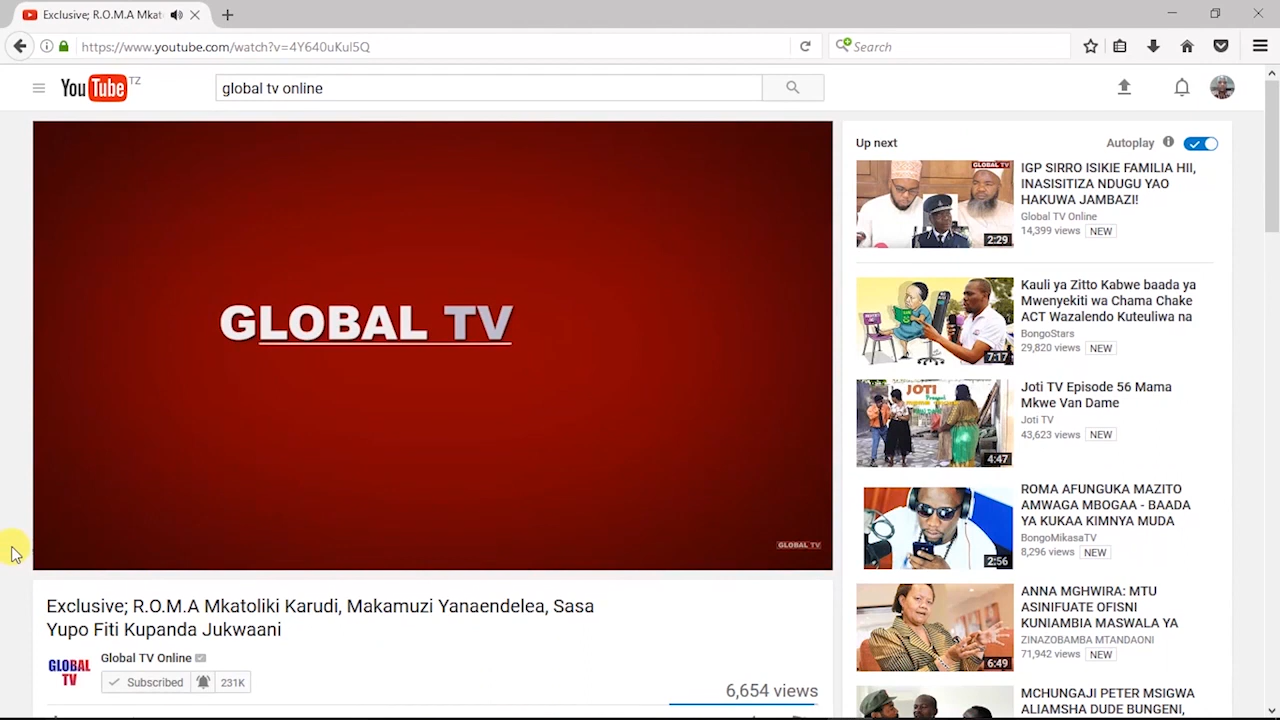 Exclusive; R.O.M.A Mkato
https://www.youtube.com/watch?v=4Y640uKul5Q
Search
YouTube TZ
global tv online
GLOBAL TV
GLOBAL TV
Exclusive; R.O.M.A Mkatoliki Karudi, Makamuzi Yanaendelea, Sasa
Yupo Fiti Kupanda Jukwaani
GLOBAL
TV
Global TV Online
Subscribed
231K
6,654 views
Up next
Autoplay
GLOBAL TV
2:29
IGP SIRRO ISIKIE FAMILIA HII,
INASISITIZA NDUGU YAO
HAKUWA JAMBAZI!
Global TV Online
14,399 views NEW
7:17
Kauli ya Zitto Kabwe baada ya
Mwenyekiti wa Chama Chake
ACT Wazalendo Kuteuliwa na
BongoStars
29,820 views NEW
JOTI
4:47
Joti TV Episode 56 Mama
Mkwe Van Dame
Joti TV
43,623 views NEW
2:56
ROMA AFUNGUKA MAZITO
AMWAGA MBOGAA - BAADA
YA KUKAA KIMNYA MUDA
BongoMikasaTV
8,296 views NEW
6:49
ANNA MGHWIRA: MTU
ASINIFUATE OFISNI
KUNIAMBIA MASWALA YA
ZINAZOBAMBA MTANDAONI
71,942 views NEW
MCHUNGAJI PETER MSIGWA
ALIAMSHA DUDE BUNGENI,